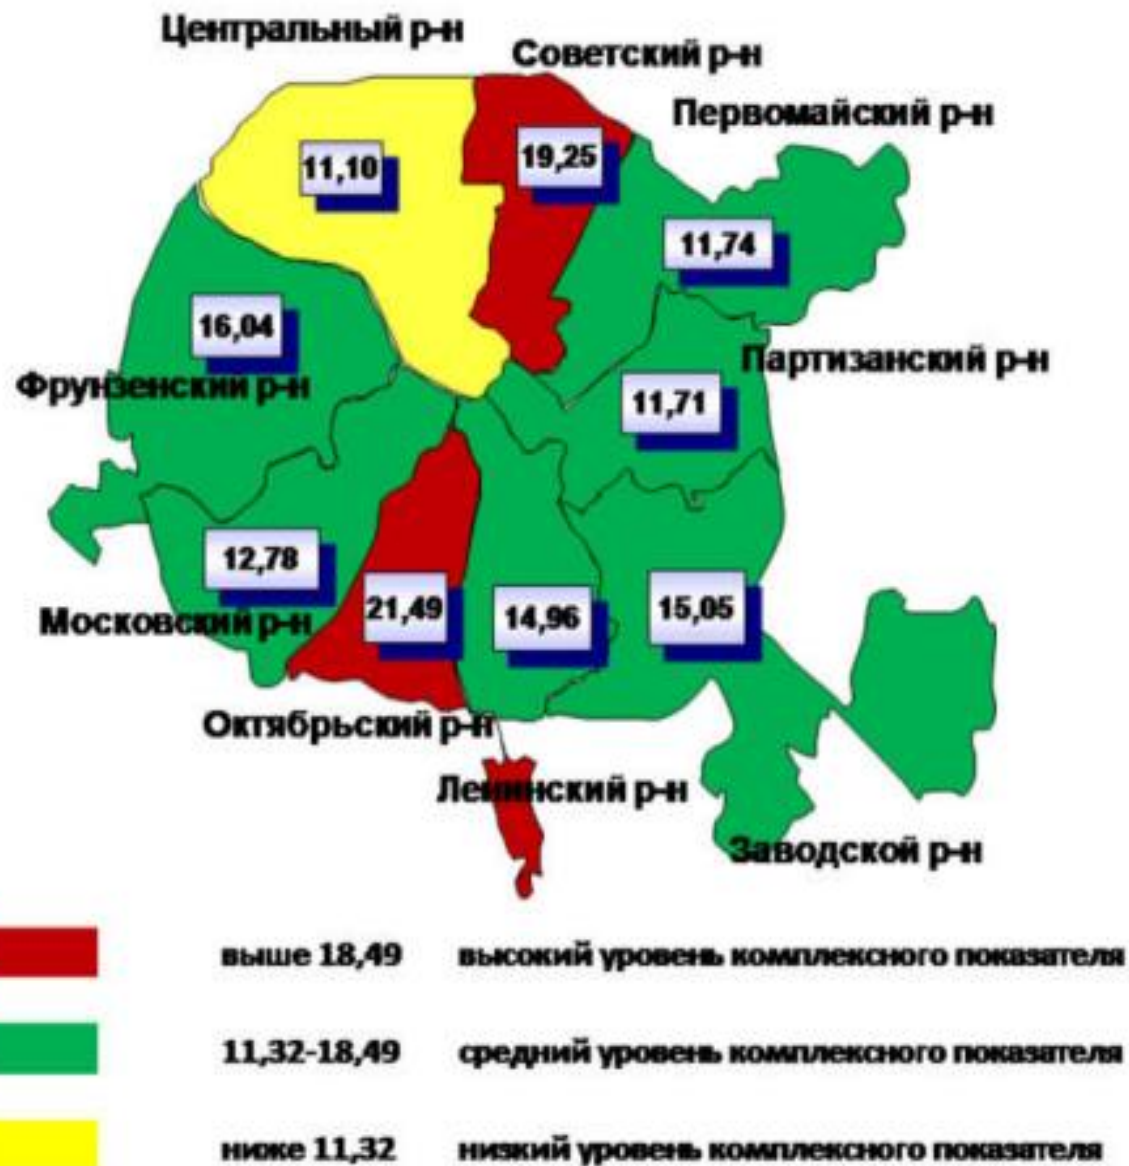 Центральный р-н
Советский р-н
Первомайский р-н
11,10
19,25
11,74
16,04
Партизанский р-н
Фрунзенский р-н
11,71
12,78
21,49
14,96
15,05
Московский р-н
Октябрьский р-н
Ленинский р-н
Заводской р-н
выше 18,49 высокий уровень комплексного показателя
11,32-18,49 средний уровень комплексного показателя
ниже 11,32 низкий уровень комплексного показателя